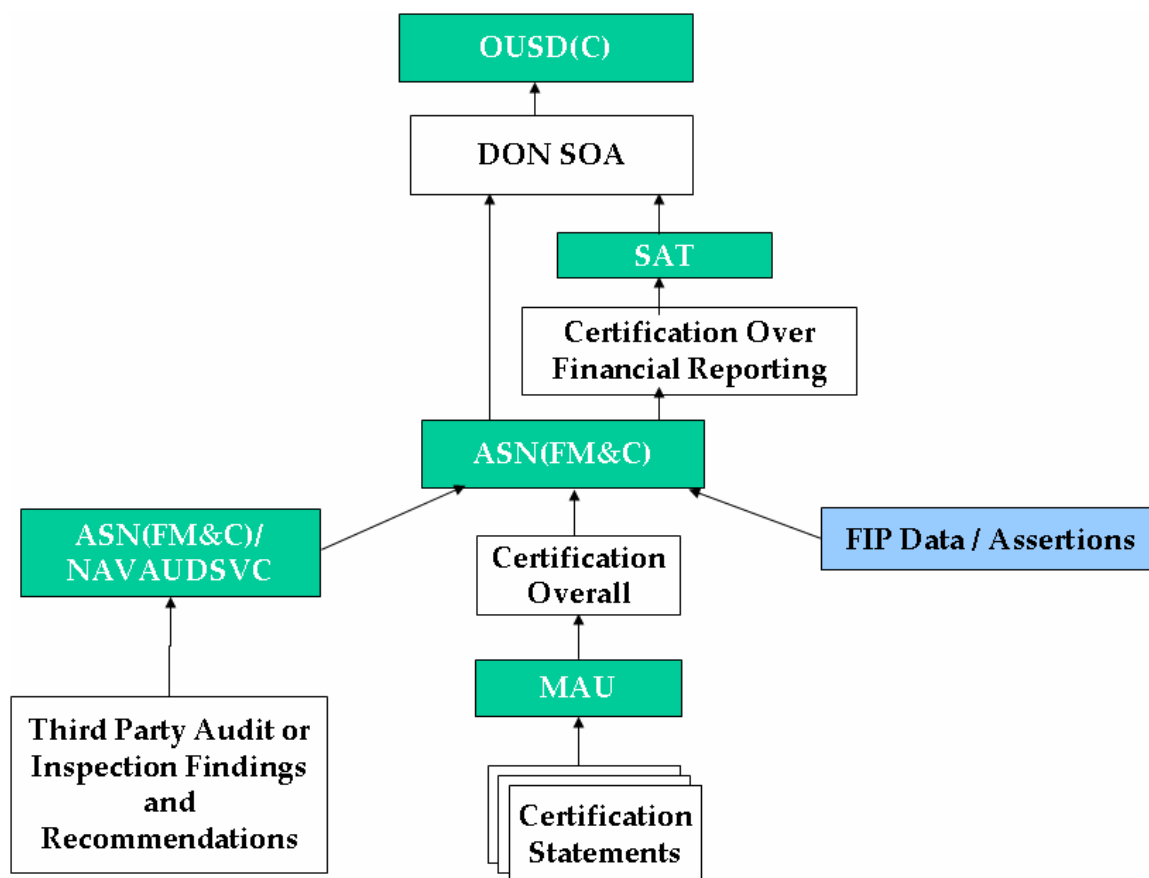 OUSD(C)
DON SOA
SAT
Certification Over
Financial Reporting
ASN(FM&C)
ASN(FM&C)/
NAVAUDSVC
Certification
Overall
FIP Data / Assertions
MAU
Third Party Audit or
Inspection Findings
and
Recommendations
Certification
Statements